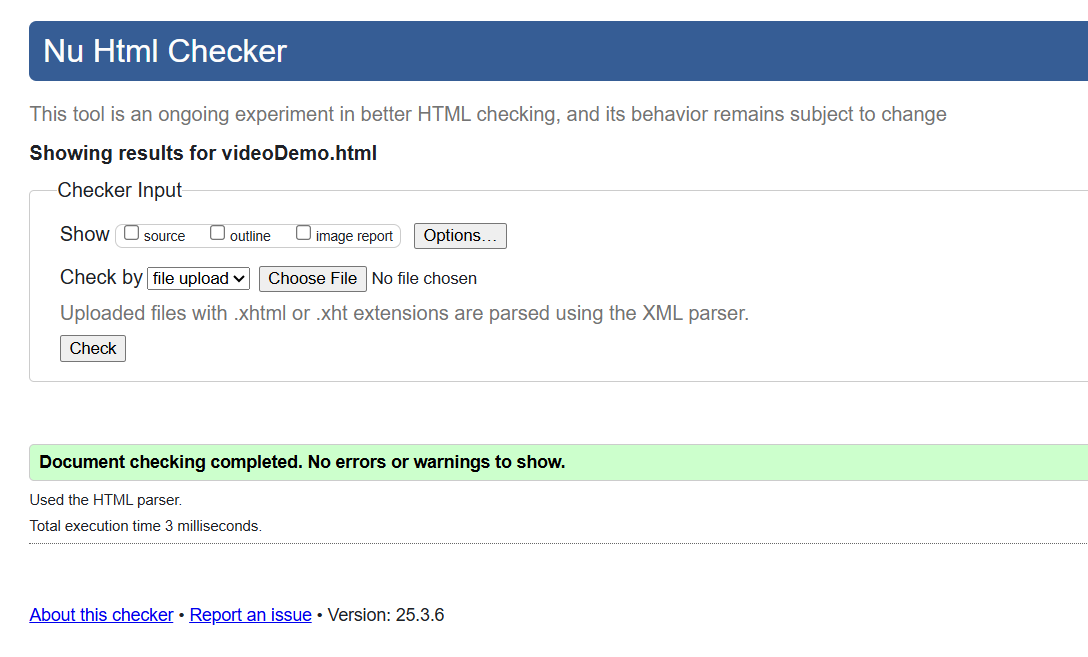 Nu Html Checker
This tool is an ongoing experiment in better HTML checking, and its behavior remains subject to change
Showing results for videoDemo.html
Checker Input
Show source outline image report Options...
Check by file upload Choose File No file chosen
Uploaded files with .xhtml or .xht extensions are parsed using the XML parser.
Check
Document checking completed. No errors or warnings to show.
Used the HTML parser.
Total execution time 3 milliseconds.
About this checker • Report an issue • Version: 25.3.6